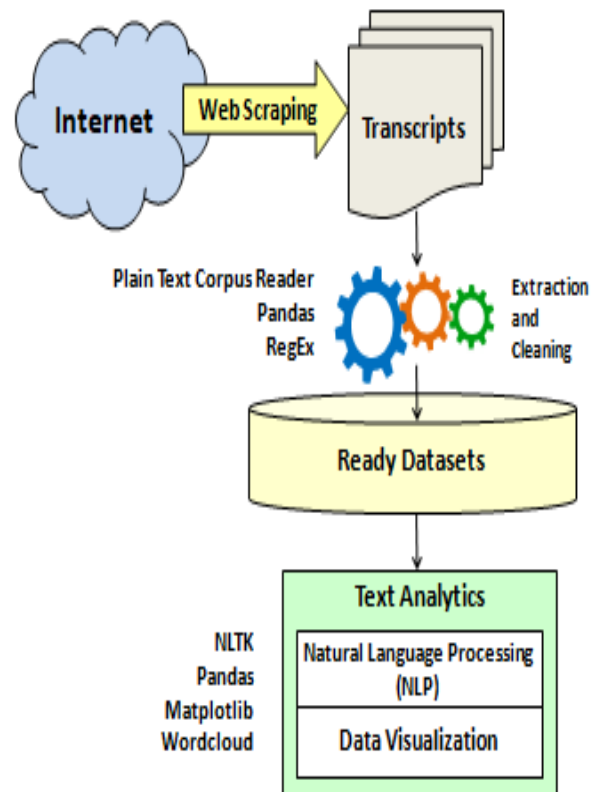 Internet
Web Scraping
Transcripts
Plain Text Corpus Reader
Pandas
RegEx
Extraction
and
Cleaning
Ready Datasets
Text Analytics
NLTK
Pandas
Matplotlib
Wordcloud
Natural Language Processing
(NLP)
Data Visualization